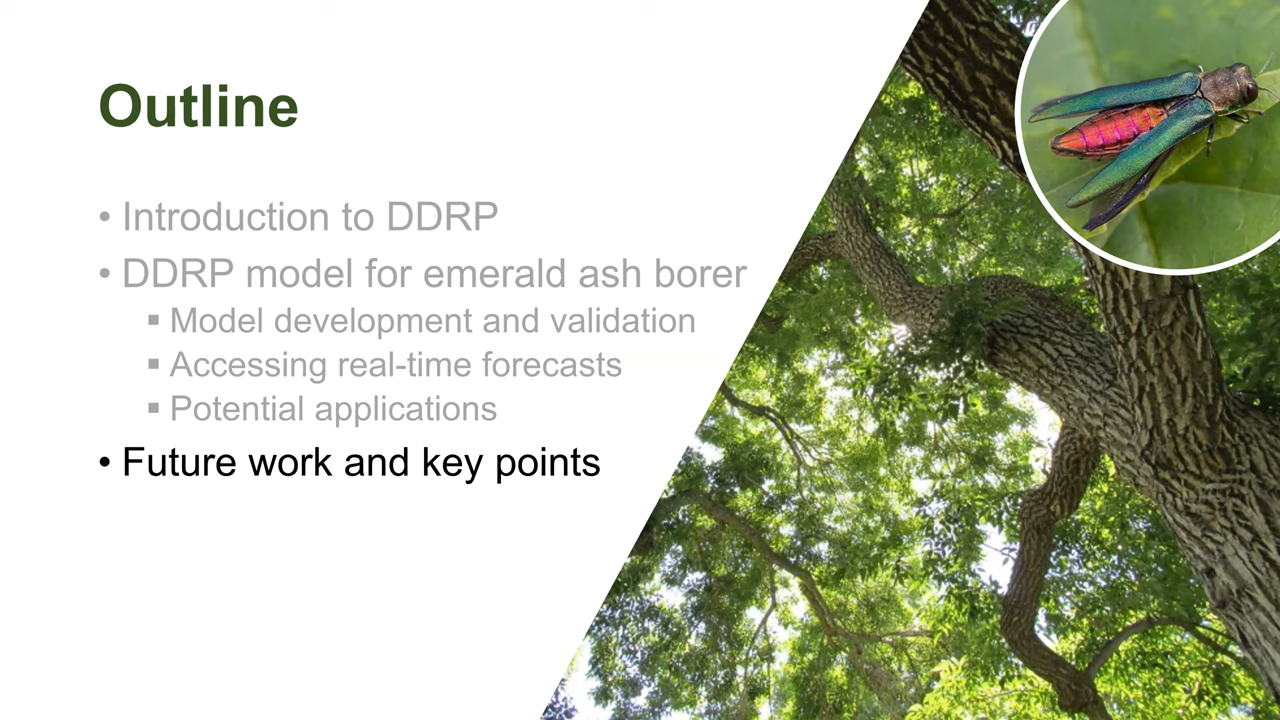 Outline
• Introduction to DDRP
• DDRP model for emerald ash borer
▪ Model development and validation
▪ Accessing real-time forecasts
▪ Potential applications
• Future work and key points